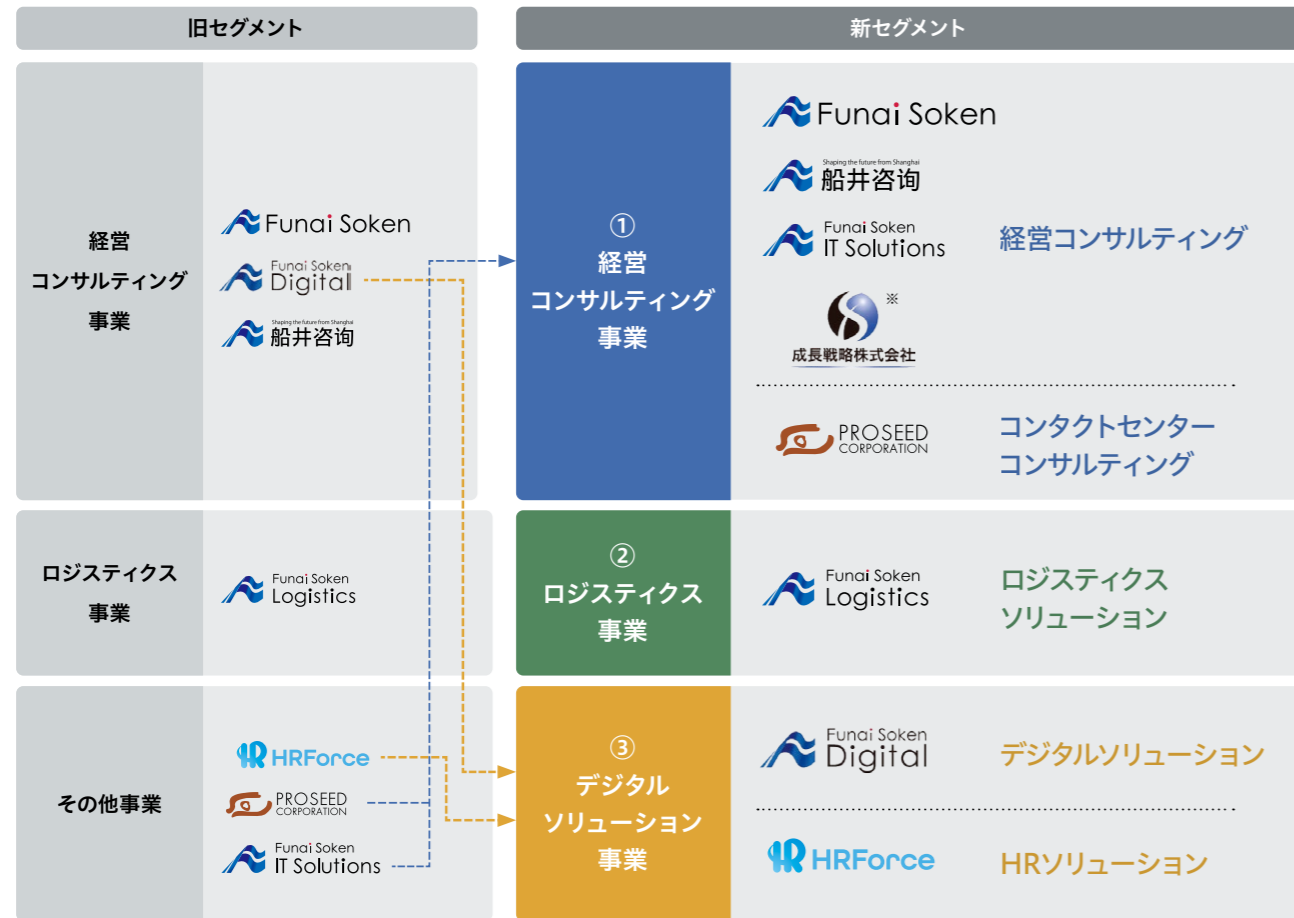 旧セグメント
新セグメント
経営
コンサルティング
事業
Funai Soken
Funai Soken
Digital
Shaping the future from Shanghai
船井咨询
①
経営
コンサルティング
事業
Funai Soken
Shaping the future from Shanghai
船井咨询
Funai Soken
IT Solutions
※
成長戦略株式会社
経営コンサルティング
PROSEED
CORPORATION
コンタクトセンター
コンサルティング
ロジスティクス
事業
Funai Soken
Logistics
②
ロジスティクス
事業
Funai Soken
Logistics
ロジスティクス
ソリューション
その他事業
HRForce
PROSEED
CORPORATION
Funai Soken
IT Solutions
③
デジタル
ソリューション
事業
Funai Soken
Digital
デジタルソリューション
HRForce
HRソリューション